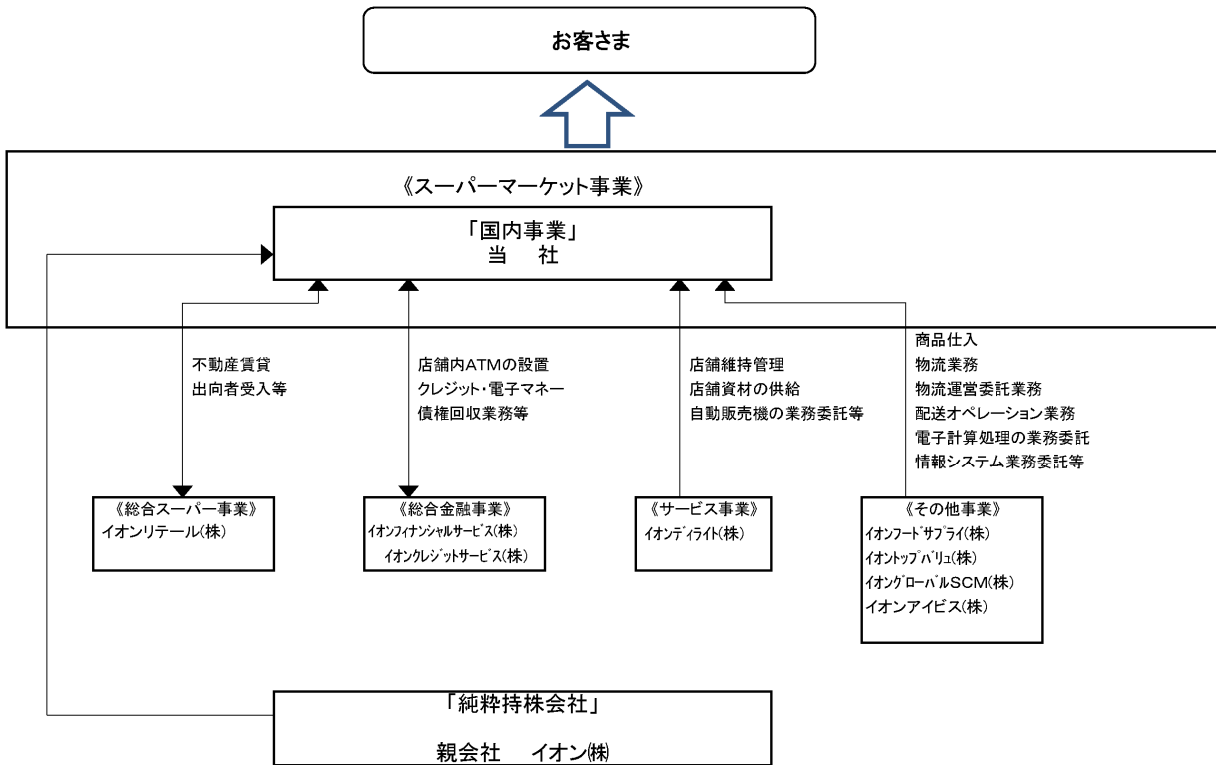 お客さま
《スーパーマーケット事業》
「国内事業」
当　社
不動産賃貸
出向者受入等
店舗内ATMの設置
クレジット・電子マネー
債権回収業務等
店舗維持管理
店舗資材の供給
自動販売機の業務委託等
商品仕入
物流業務
物流運営委託業務
配送オペレーション業務
電子計算処理の業務委託
情報システム業務委託等
《総合スーパー事業》
イオンリテール(株)
《総合金融事業》
イオンフィナンシャルサービス(株)
イオンクレジットサービス(株)
《サービス事業》
イオンディライト(株)
《その他事業》
イオンフードサプライ(株)
イオントップバリュ(株)
イオングローバルSCM(株)
イオンアイビス(株)
「純粋持株会社」
親会社　イオン㈱